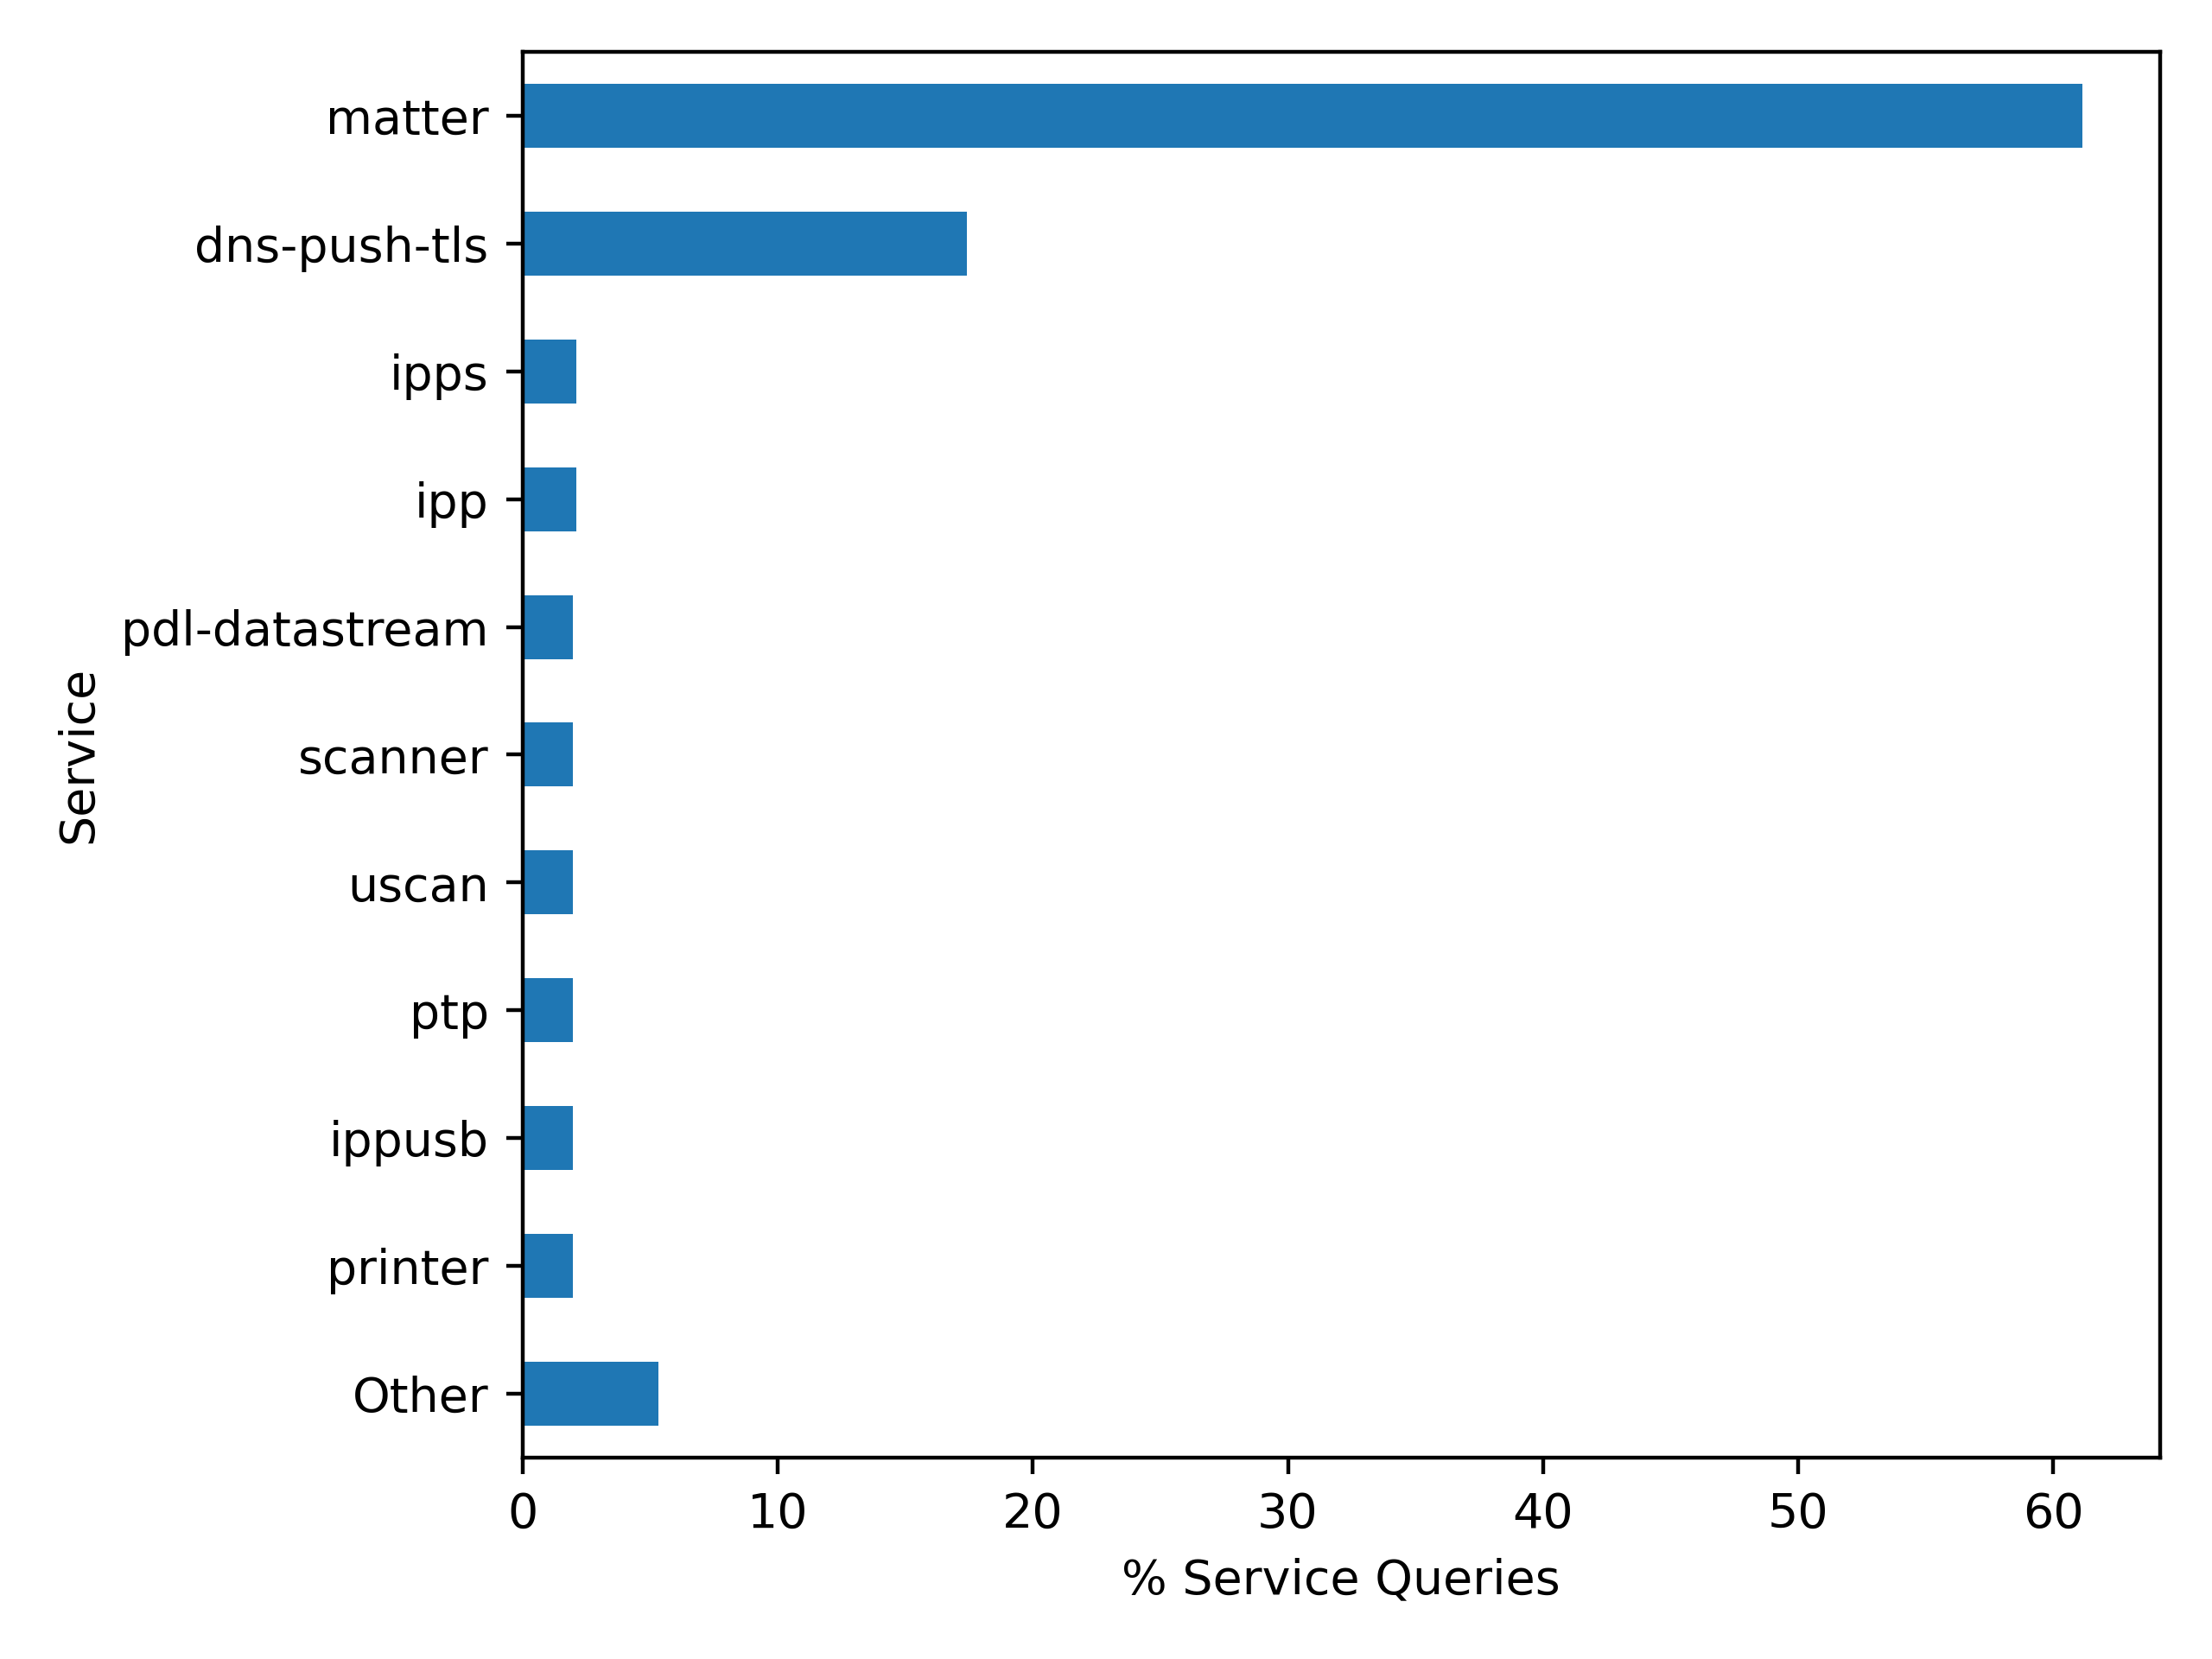 matter
dns-push-tls
ipps
ipp
pdl-datastream
scanner
uscan
ptp
ippusb
printer
Other
Service
0 10 20 30 40 50 60
% Service Queries